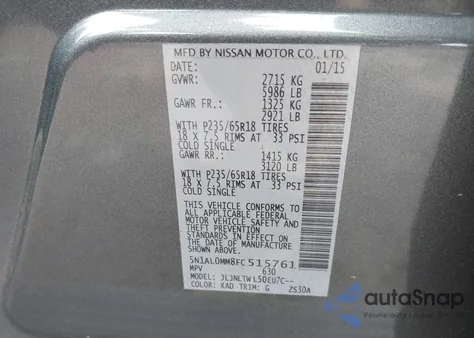 MFD BY NISSAN MOTOR CO., LTD.
DATE: 01/15
GVWR: 2715 KG
5986 LB
GAWR FR.: 1325 KG
2921 LB
WITH P235/65R18 TIRES
18 X 7.5 RIMS AT 33 PSI
COLD SINGLE
GAWR RR.: 1415 KG
3120 LB
WITH P235/65R18 TIRES
18 X 7.5 RIMS AT 33 PSI
COLD SINGLE
THIS VEHICLE CONFORMS TO
ALL APPLICABLE FEDERAL
MOTOR VEHICLE SAFETY AND
STANDARDS IN EFFECT ON
THE DATE OF MANUFACTURE
SHOWN ABOVE.
5N1AL0MM8FC515761
MPV 630
MODEL: JLJNLTWL50EU7C--
COLOR: KAD TRIM: G 2S30A
autoSnap